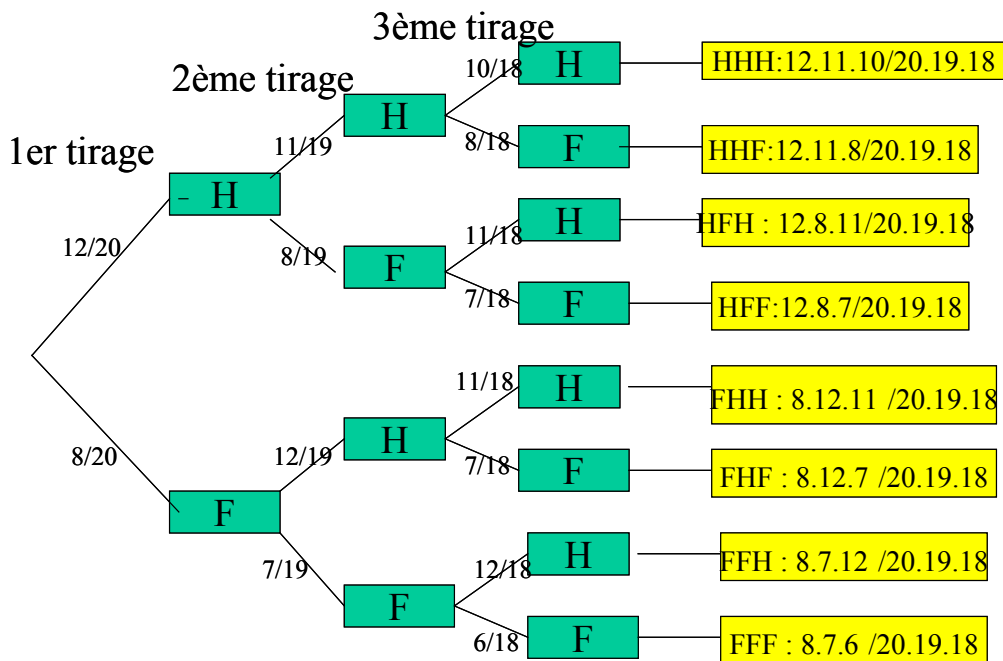 3ème tirage
2ème tirage
1er tirage
10/18
H
HHH:12.11.10/20.19.18
H
11/19
8/18
F
HHF:12.11.8/20.19.18
- H
12/20
8/19
F
11/18
H
HFH : 12.8.11/20.19.18
7/18
F
HFF:12.8.7/20.19.18
11/18
H
FHH : 8.12.11 /20.19.18
8/20
12/19
H
7/18
F
FHF : 8.12.7 /20.19.18
F
7/19
F
12/18
H
FFH : 8.7.12 /20.19.18
6/18
F
FFF : 8.7.6 /20.19.18